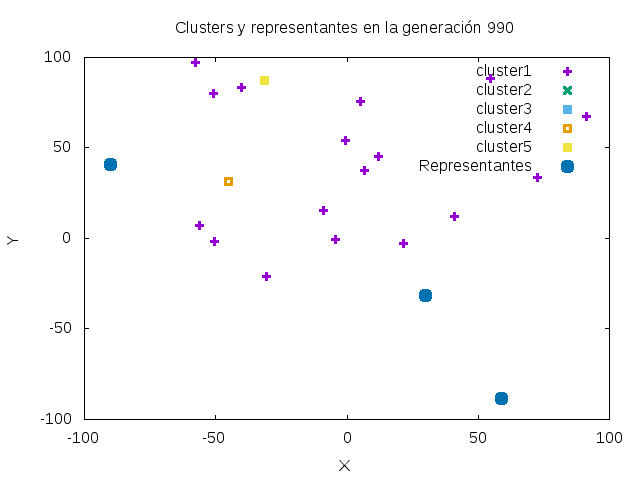 Clusters y representantes en la generación 990
100
50
0
-50
-100
-100
-50
0
50
100
Y
X
cluster1
cluster2
cluster3
cluster4
cluster5
Representantes